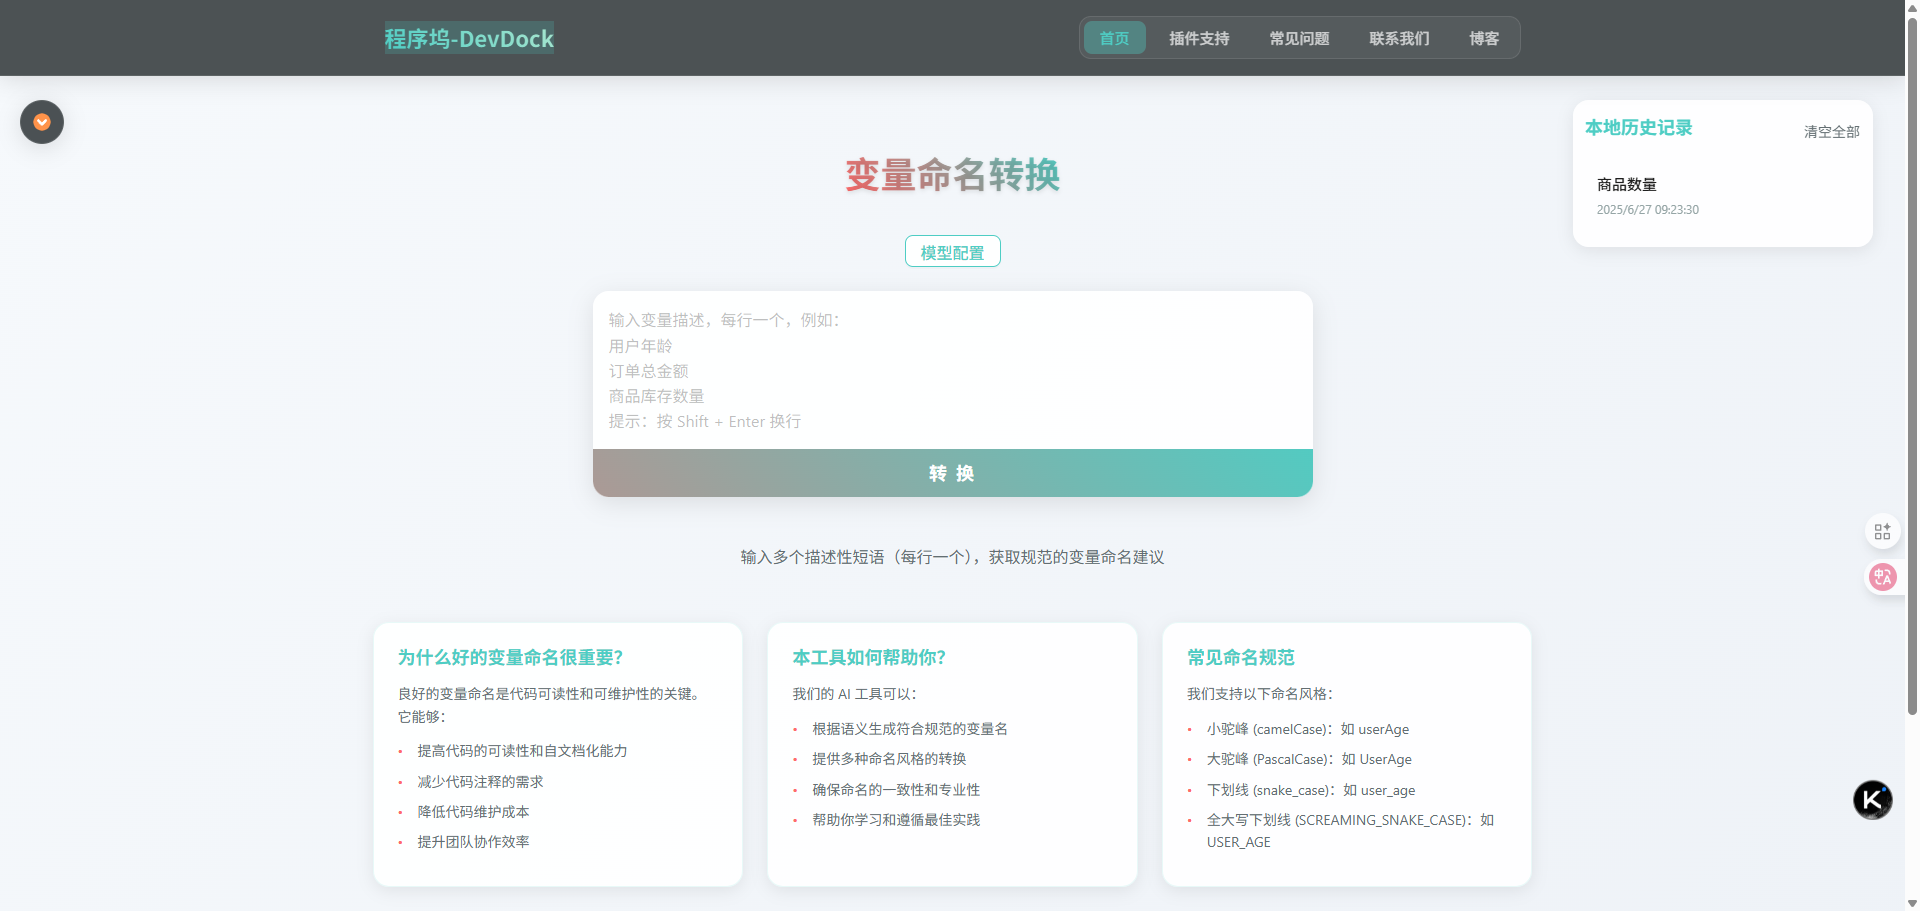 程序坞-DevDock
首页
插件支持
常见问题
联系我们
博客
本地历史记录
清空全部
商品数量
2025/6/27 09:23:30
变量命名转换
模型配置
输入变量描述，每行一个，例如：
用户年龄
订单总金额
商品库存数量
提示：按 Shift + Enter 换行
转 换
输入多个描述性短语（每行一个），获取规范的变量命名建议
为什么好的变量命名很重要？
良好的变量命名是代码可读性和可维护性的关键。
它能够：
• 提高代码的可读性和自文档化能力
• 减少代码注释的需求
• 降低代码维护成本
• 提升团队协作效率
本工具如何帮助你？
我们的 AI 工具可以：
• 根据语义生成符合规范的变量名
• 提供多种命名风格的转换
• 确保命名的一致性和专业性
• 帮助你学习和遵循最佳实践
常见命名规范
我们支持以下命名风格：
• 小驼峰 (camelCase)：如 userAge
• 大驼峰 (PascalCase)：如 UserAge
• 下划线 (snake_case)：如 user_age
• 全大写下划线 (SCREAMING_SNAKE_CASE)：如
USER_AGE
中A
K